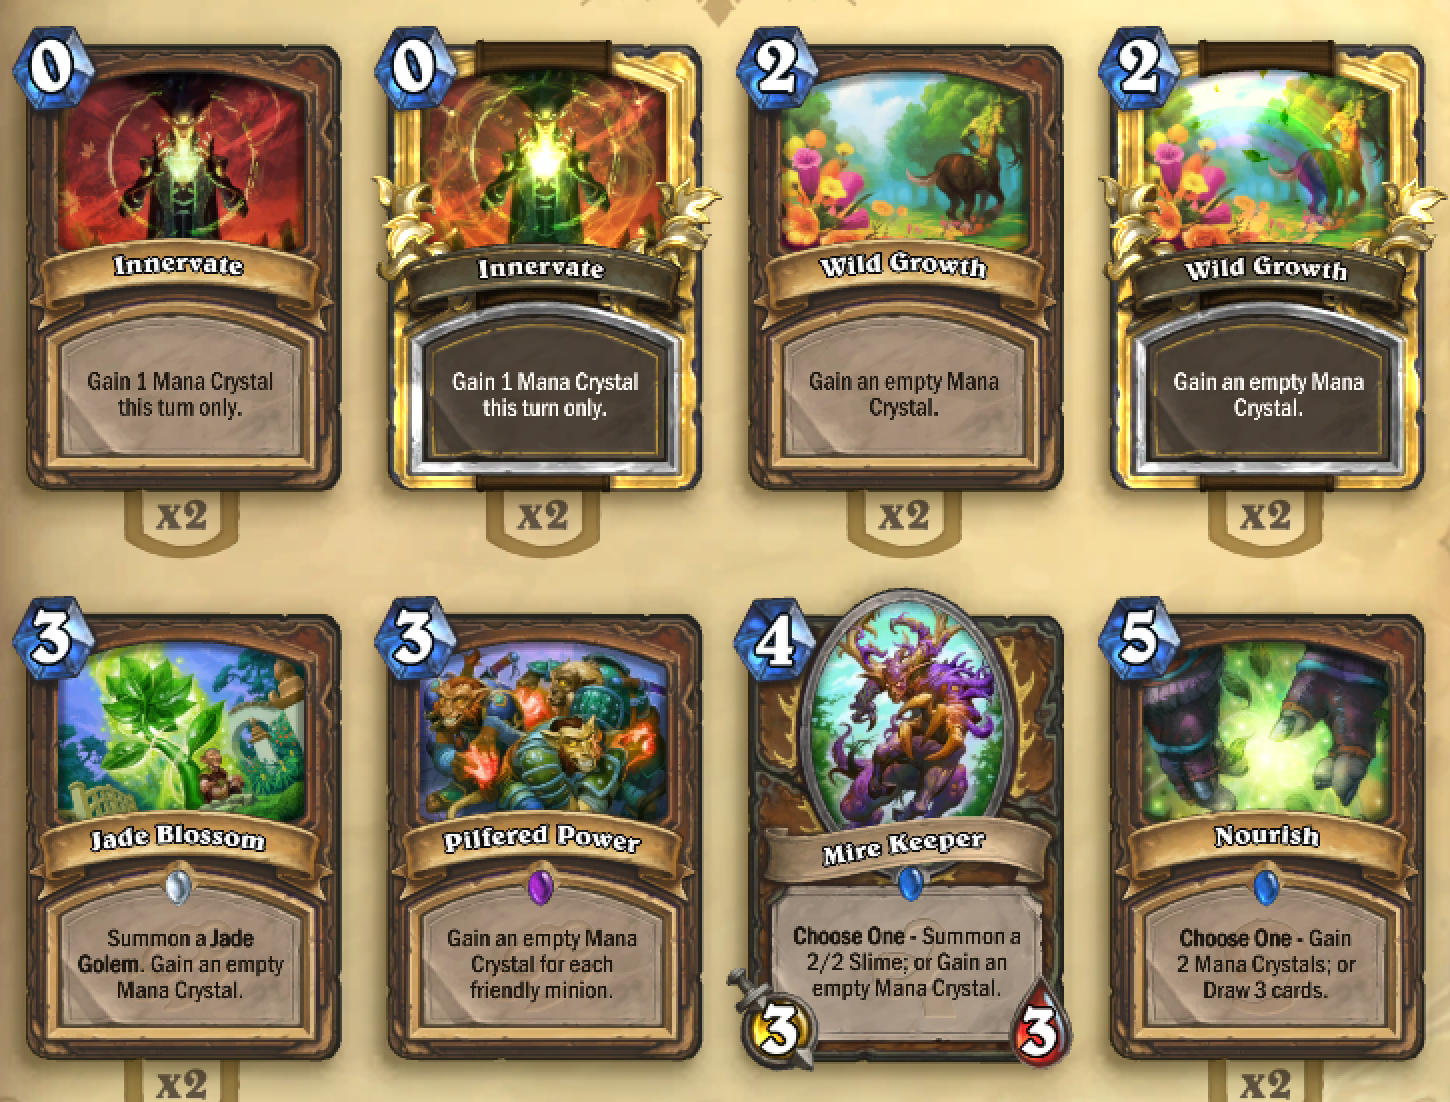 0
Innervate
Gain 1 Mana Crystal
this turn only.
x2
0
Innervate
Gain 1 Mana Crystal
this turn only.
x2
2
Wild Growth
Gain an empty Mana
Crystal.
x2
2
Wild Growth
Gain an empty Mana
Crystal.
x2
3
Jade Blossom
Summon a Jade
Golem. Gain an empty
Mana Crystal.
x2
3
Pilfered Power
Gain an empty Mana
Crystal for each
friendly minion.
4
Mire Keeper
Choose One - Summon a
2/2 Slime; or Gain an
empty Mana Crystal.
3
3
5
Nourish
Choose One - Gain
2 Mana Crystals; or
Draw 3 cards.
x2